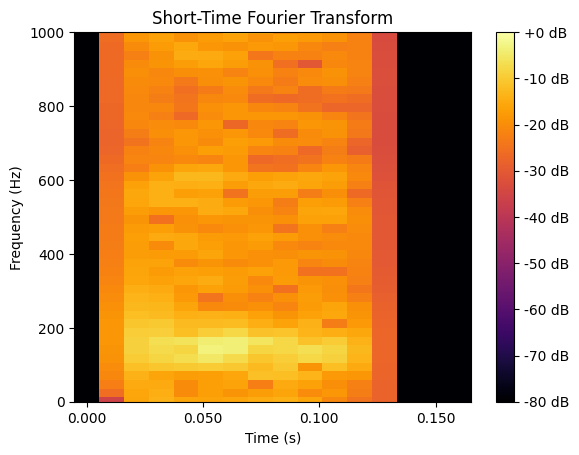 Short-Time Fourier Transform
1000
800
600
400
200
0
Frequency (Hz)
0.000
0.050
0.100
0.150
Time (s)
+0 dB
-10 dB
-20 dB
-30 dB
-40 dB
-50 dB
-60 dB
-70 dB
-80 dB